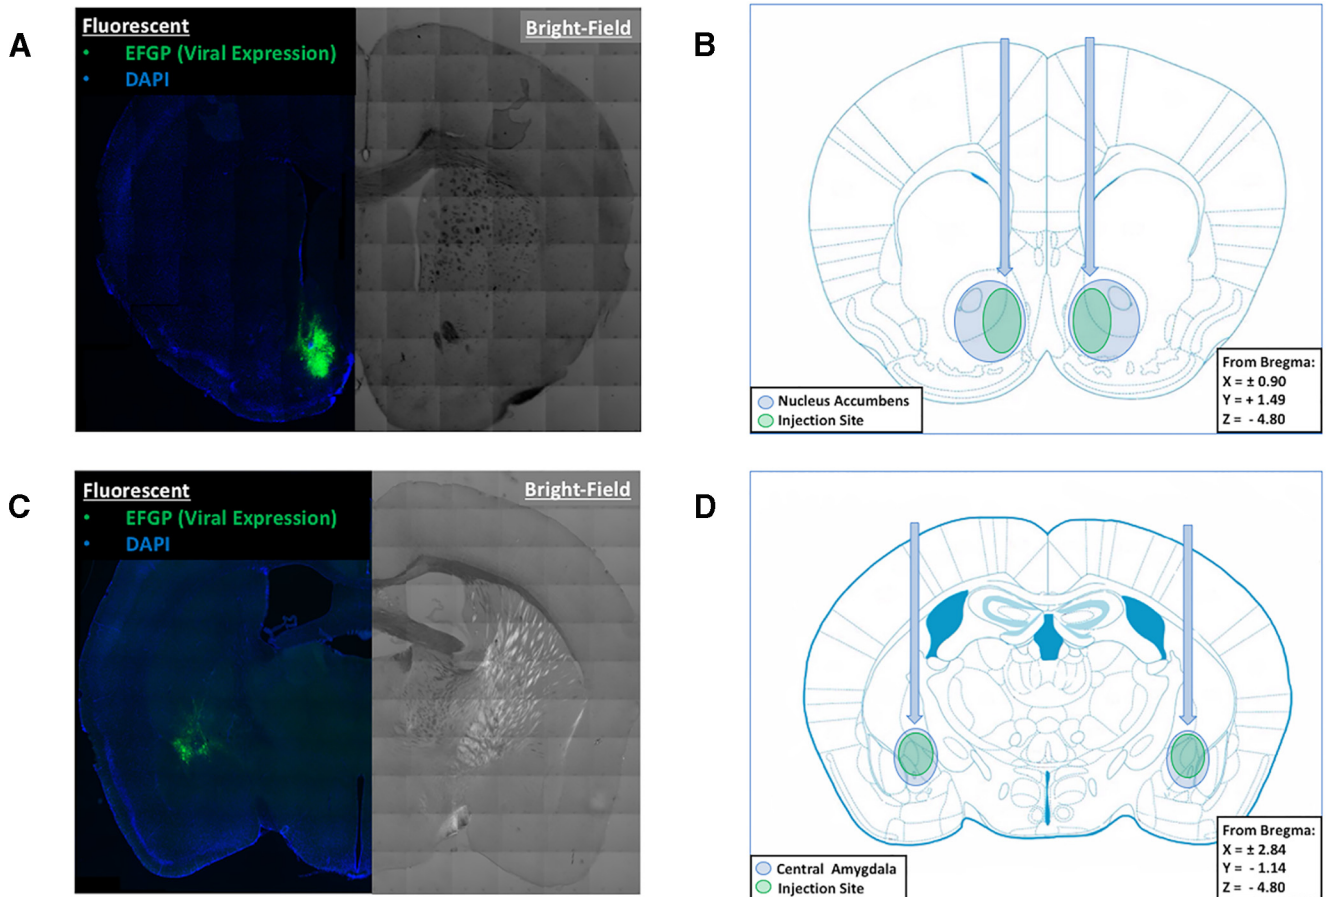 A
Fluorescent
• EFGP (Viral Expression)
• DAPI
Bright-Field
B
Nucleus Accumbens
Injection Site
From Bregma:
X = ± 0.90
Y = + 1.49
Z = - 4.80
C
Fluorescent
• EFGP (Viral Expression)
• DAPI
Bright-Field
D
Central Amygdala
Injection Site
From Bregma:
X = ± 2.84
Y = - 1.14
Z = - 4.80